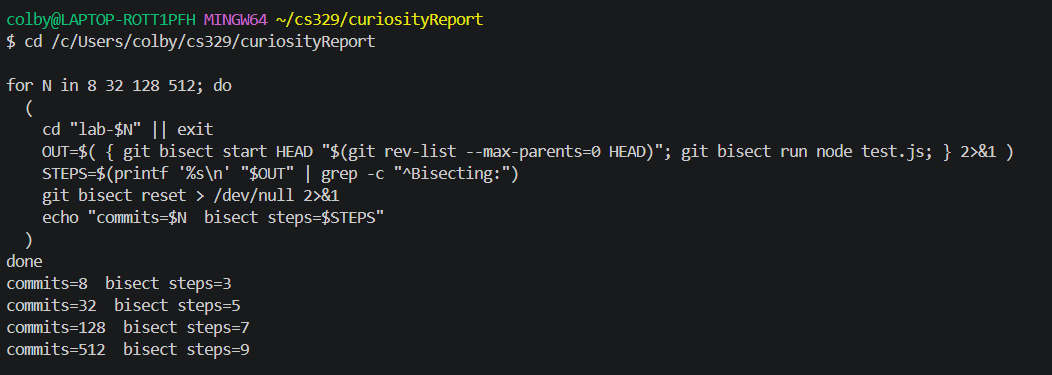 colby@LAPTOP-ROTT1PFH MINGW64 ~/cs329/curiosityReport
$ cd /c/Users/colby/cs329/curiosityReport

for N in 8 32 128 512; do
  (
    cd "lab-$N" || exit
    OUT=$( { git bisect start HEAD "$(git rev-list --max-parents=0 HEAD)"; git bisect run node test.js; } 2>&1 )
    STEPS=$(printf '%s\n' "$OUT" | grep -c "^Bisecting:")
    git bisect reset > /dev/null 2>&1
    echo "commits=$N  bisect steps=$STEPS"
  )
done
commits=8  bisect steps=3
commits=32  bisect steps=5
commits=128  bisect steps=7
commits=512  bisect steps=9